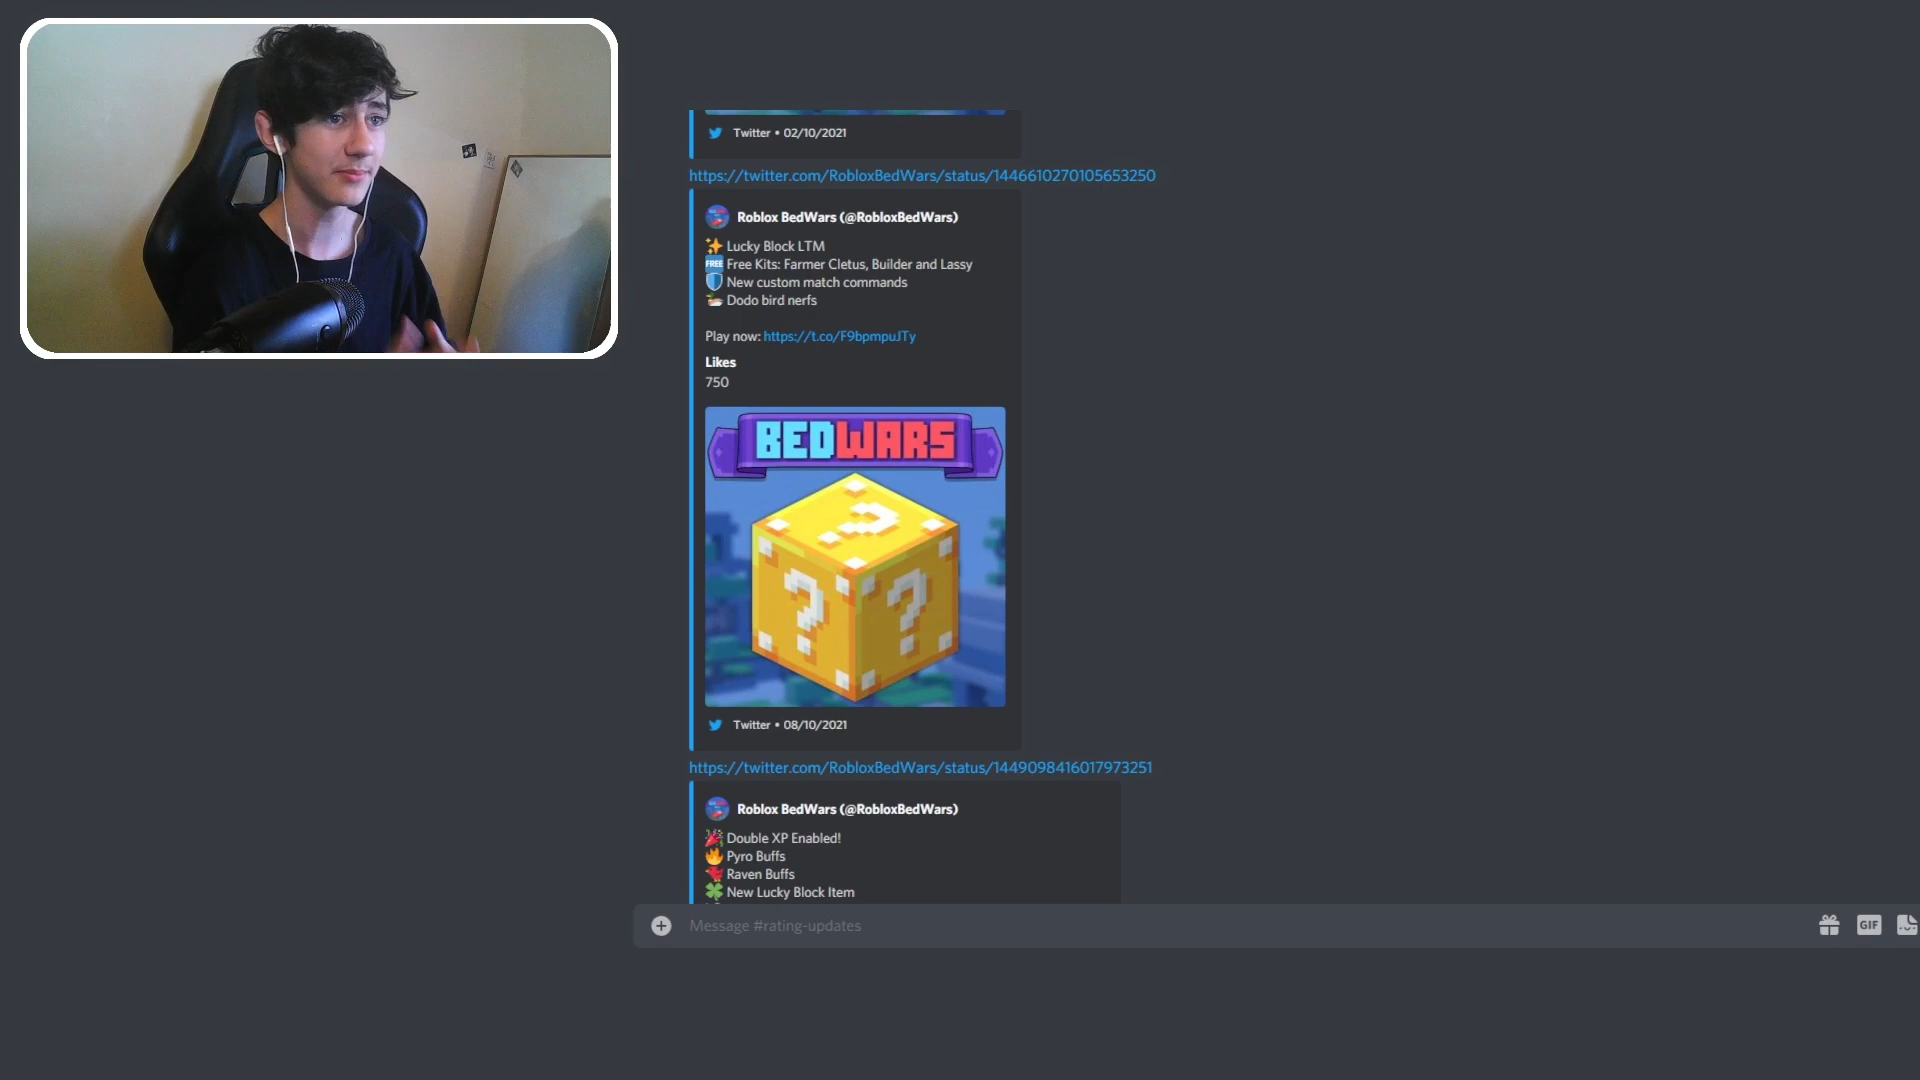 Twitter • 02/10/2021
https://twitter.com/RobloxBedWars/status/1446610270105653250
Roblox BedWars (@RobloxBedWars)
✨ Lucky Block LTM
FREE Free Kits: Farmer Cletus, Builder and Lassy
New custom match commands
Dodo bird nerfs
Play now: https://t.co/F9bpmpuJTy
Likes
750
BEDWARS
?
? ?
Twitter • 08/10/2021
https://twitter.com/RobloxBedWars/status/1449098416017973251
Roblox BedWars (@RobloxBedWars)
Double XP Enabled!
Pyro Buffs
Raven Buffs
New Lucky Block Item
Message #rating-updates
GIF